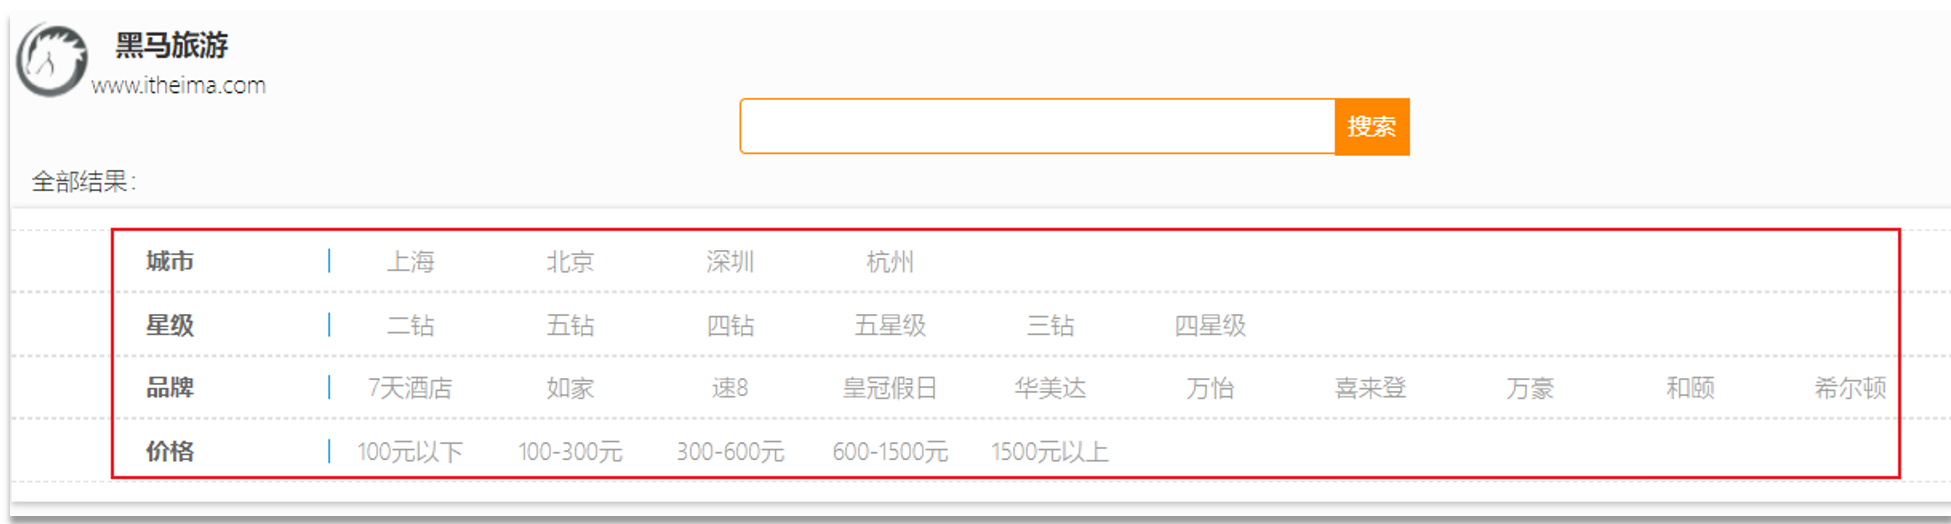 黑马旅游
www.itheima.com
搜索
全部结果：
城市 上海 北京 深圳 杭州
星级 二钻 五钻 四钻 五星级 三钻 四星级
品牌 7天酒店 如家 速8 皇冠假日 华美达 万怡 喜来登 万豪 和颐 希尔顿
价格 100元以下 100-300元 300-600元 600-1500元 1500元以上